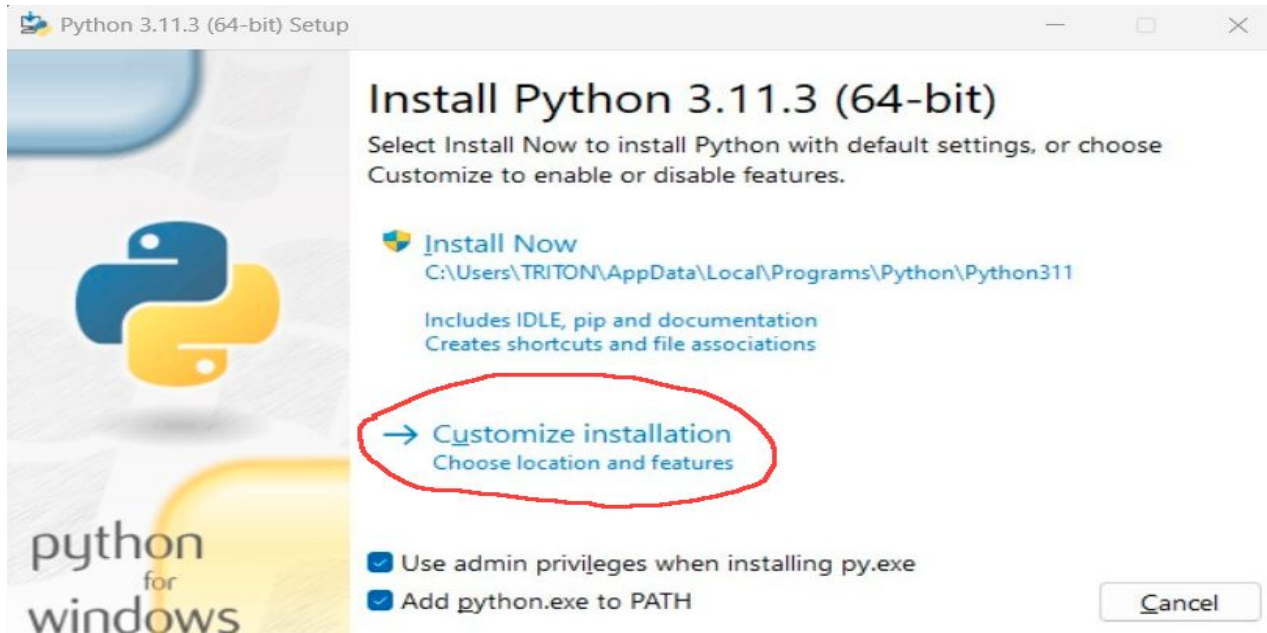 Python 3.11.3 (64-bit) Setup
Install Python 3.11.3 (64-bit)
Select Install Now to install Python with default settings, or choose
Customize to enable or disable features.
Install Now
C:\Users\TRITON\AppData\Local\Programs\Python\Python311
Includes IDLE, pip and documentation
Creates shortcuts and file associations
→ Customize installation
Choose location and features
python
for
windows
Use admin privileges when installing py.exe
Add python.exe to PATH
Cancel